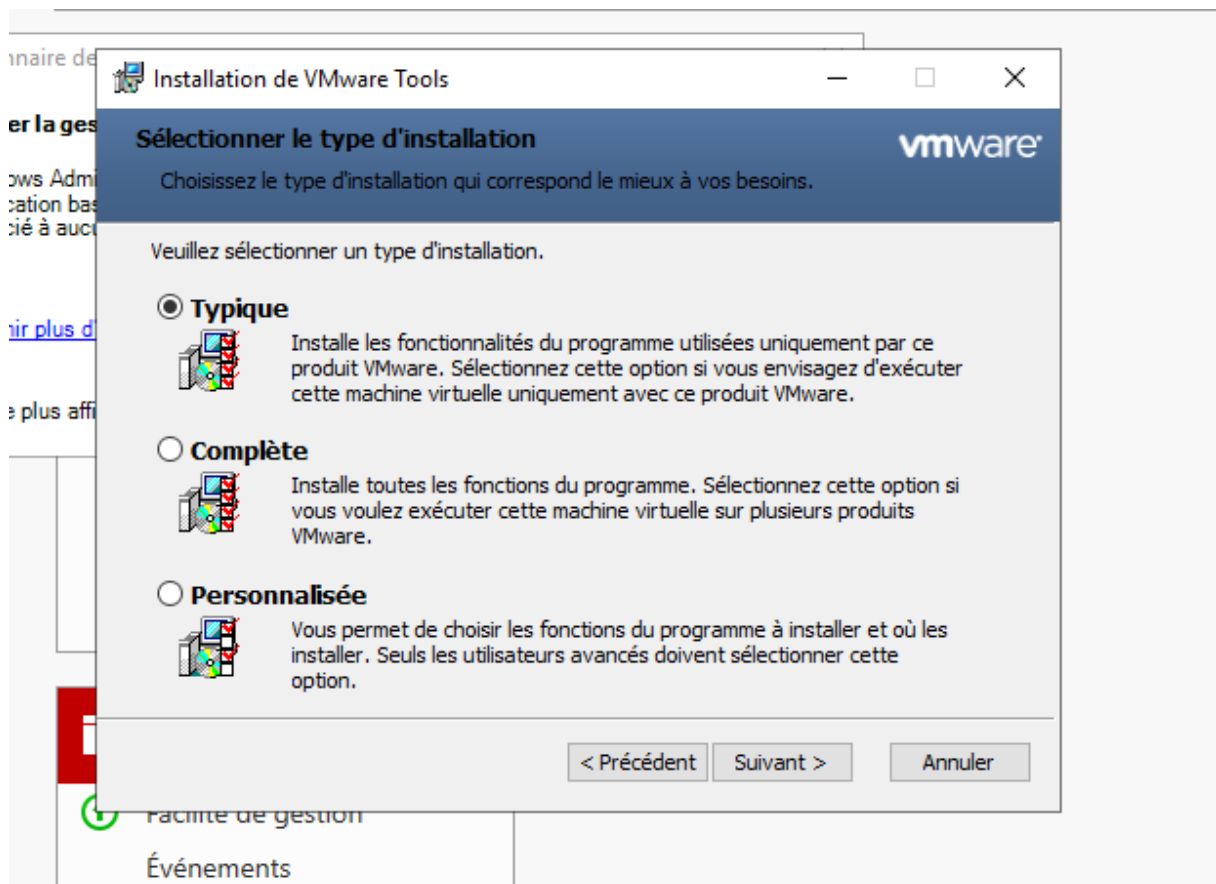 Installation de VMware Tools
er la ges
Sélectionner le type d'installation
vmware
Choisissez le type d'installation qui correspond le mieux à vos besoins.
Veuillez sélectionner un type d'installation.
Typique
Installe les fonctionnalités du programme utilisées uniquement par ce
produit VMware. Sélectionnez cette option si vous envisagez d'exécuter
cette machine virtuelle uniquement avec ce produit VMware.
Complète
Installe toutes les fonctions du programme. Sélectionnez cette option si
vous voulez exécuter cette machine virtuelle sur plusieurs produits
VMware.
Personnalisée
Vous permet de choisir les fonctions du programme à installer et où les
installer. Seuls les utilisateurs avancés doivent sélectionner cette
option.
< Précédent Suivant > Annuler
Facilité de gestion
Événements